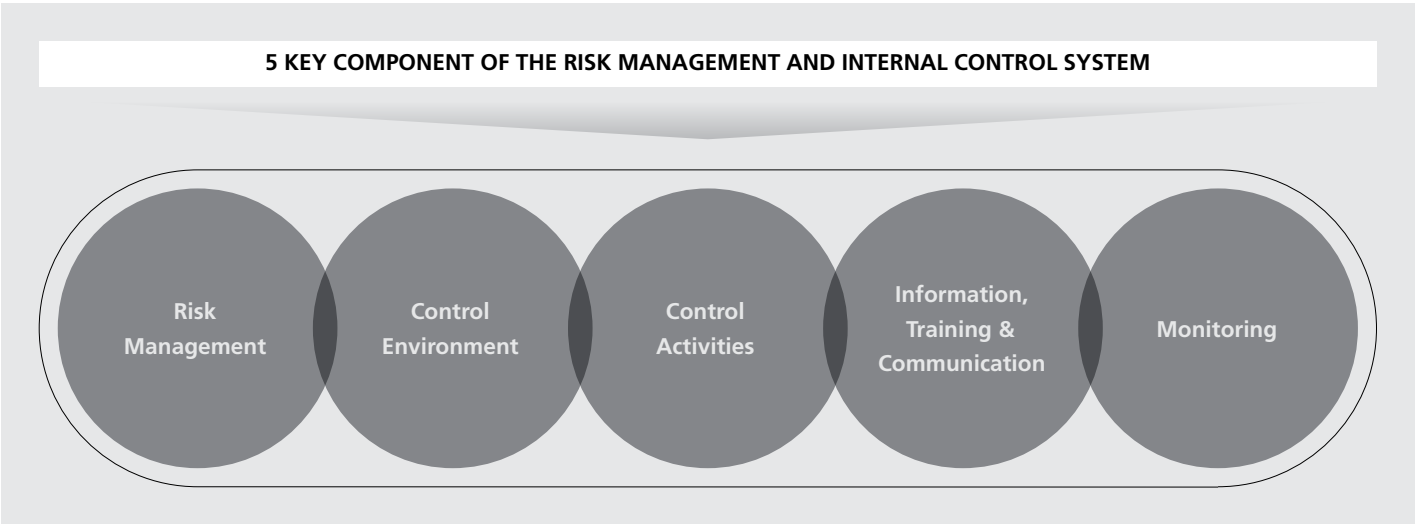 5 KEY COMPONENT OF THE RISK MANAGEMENT AND INTERNAL CONTROL SYSTEM
Risk
Management
Control
Environment
Control
Activities
Information,
Training &
Communication
Monitoring